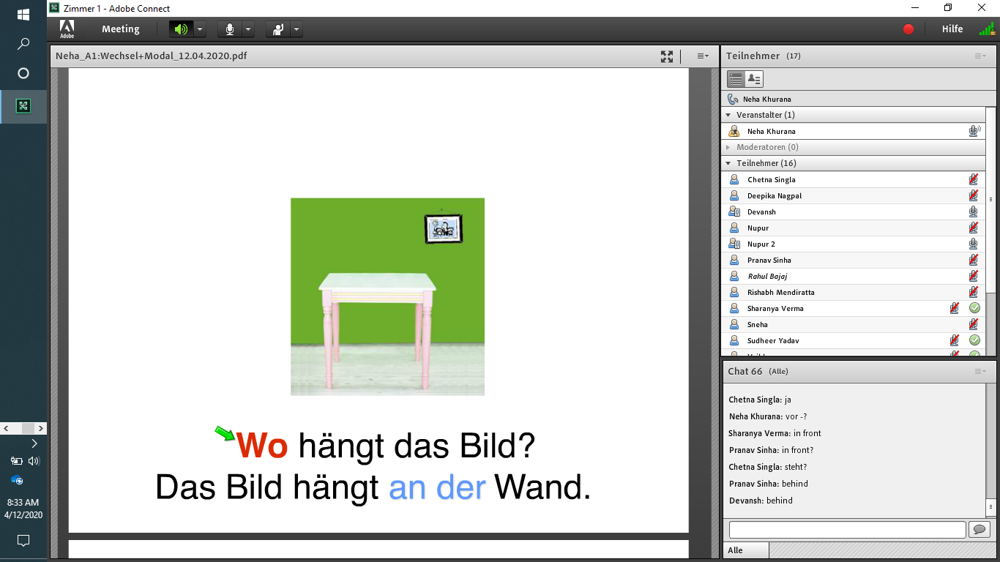 Zimmer 1 - Adobe Connect
Adobe
Meeting
Hilfe
Neha_A1:Wechsel+Modal_12.04.2020.pdf
Wo hängt das Bild?
Das Bild hängt an der Wand.
Teilnehmer (17)
Neha Khurana
Veranstalter (1)
Neha Khurana
Moderatoren (0)
Teilnehmer (16)
Chetna Singla
Deepika Nagpal
Devansh
Nupur
Nupur 2
Pranav Sinha
Rahul Bajaj
Rishabh Mendiratta
Sharanya Verma
Sneha
Sudheer Yadav
Chat 66 (Alle)
Chetna Singla: ja
Neha Khurana: vor -?
Sharanya Verma: in front
Pranav Sinha: in front?
Chetna Singla: steht?
Pranav Sinha: behind
Devansh: behind
Alle
8:33 AM
4/12/2020